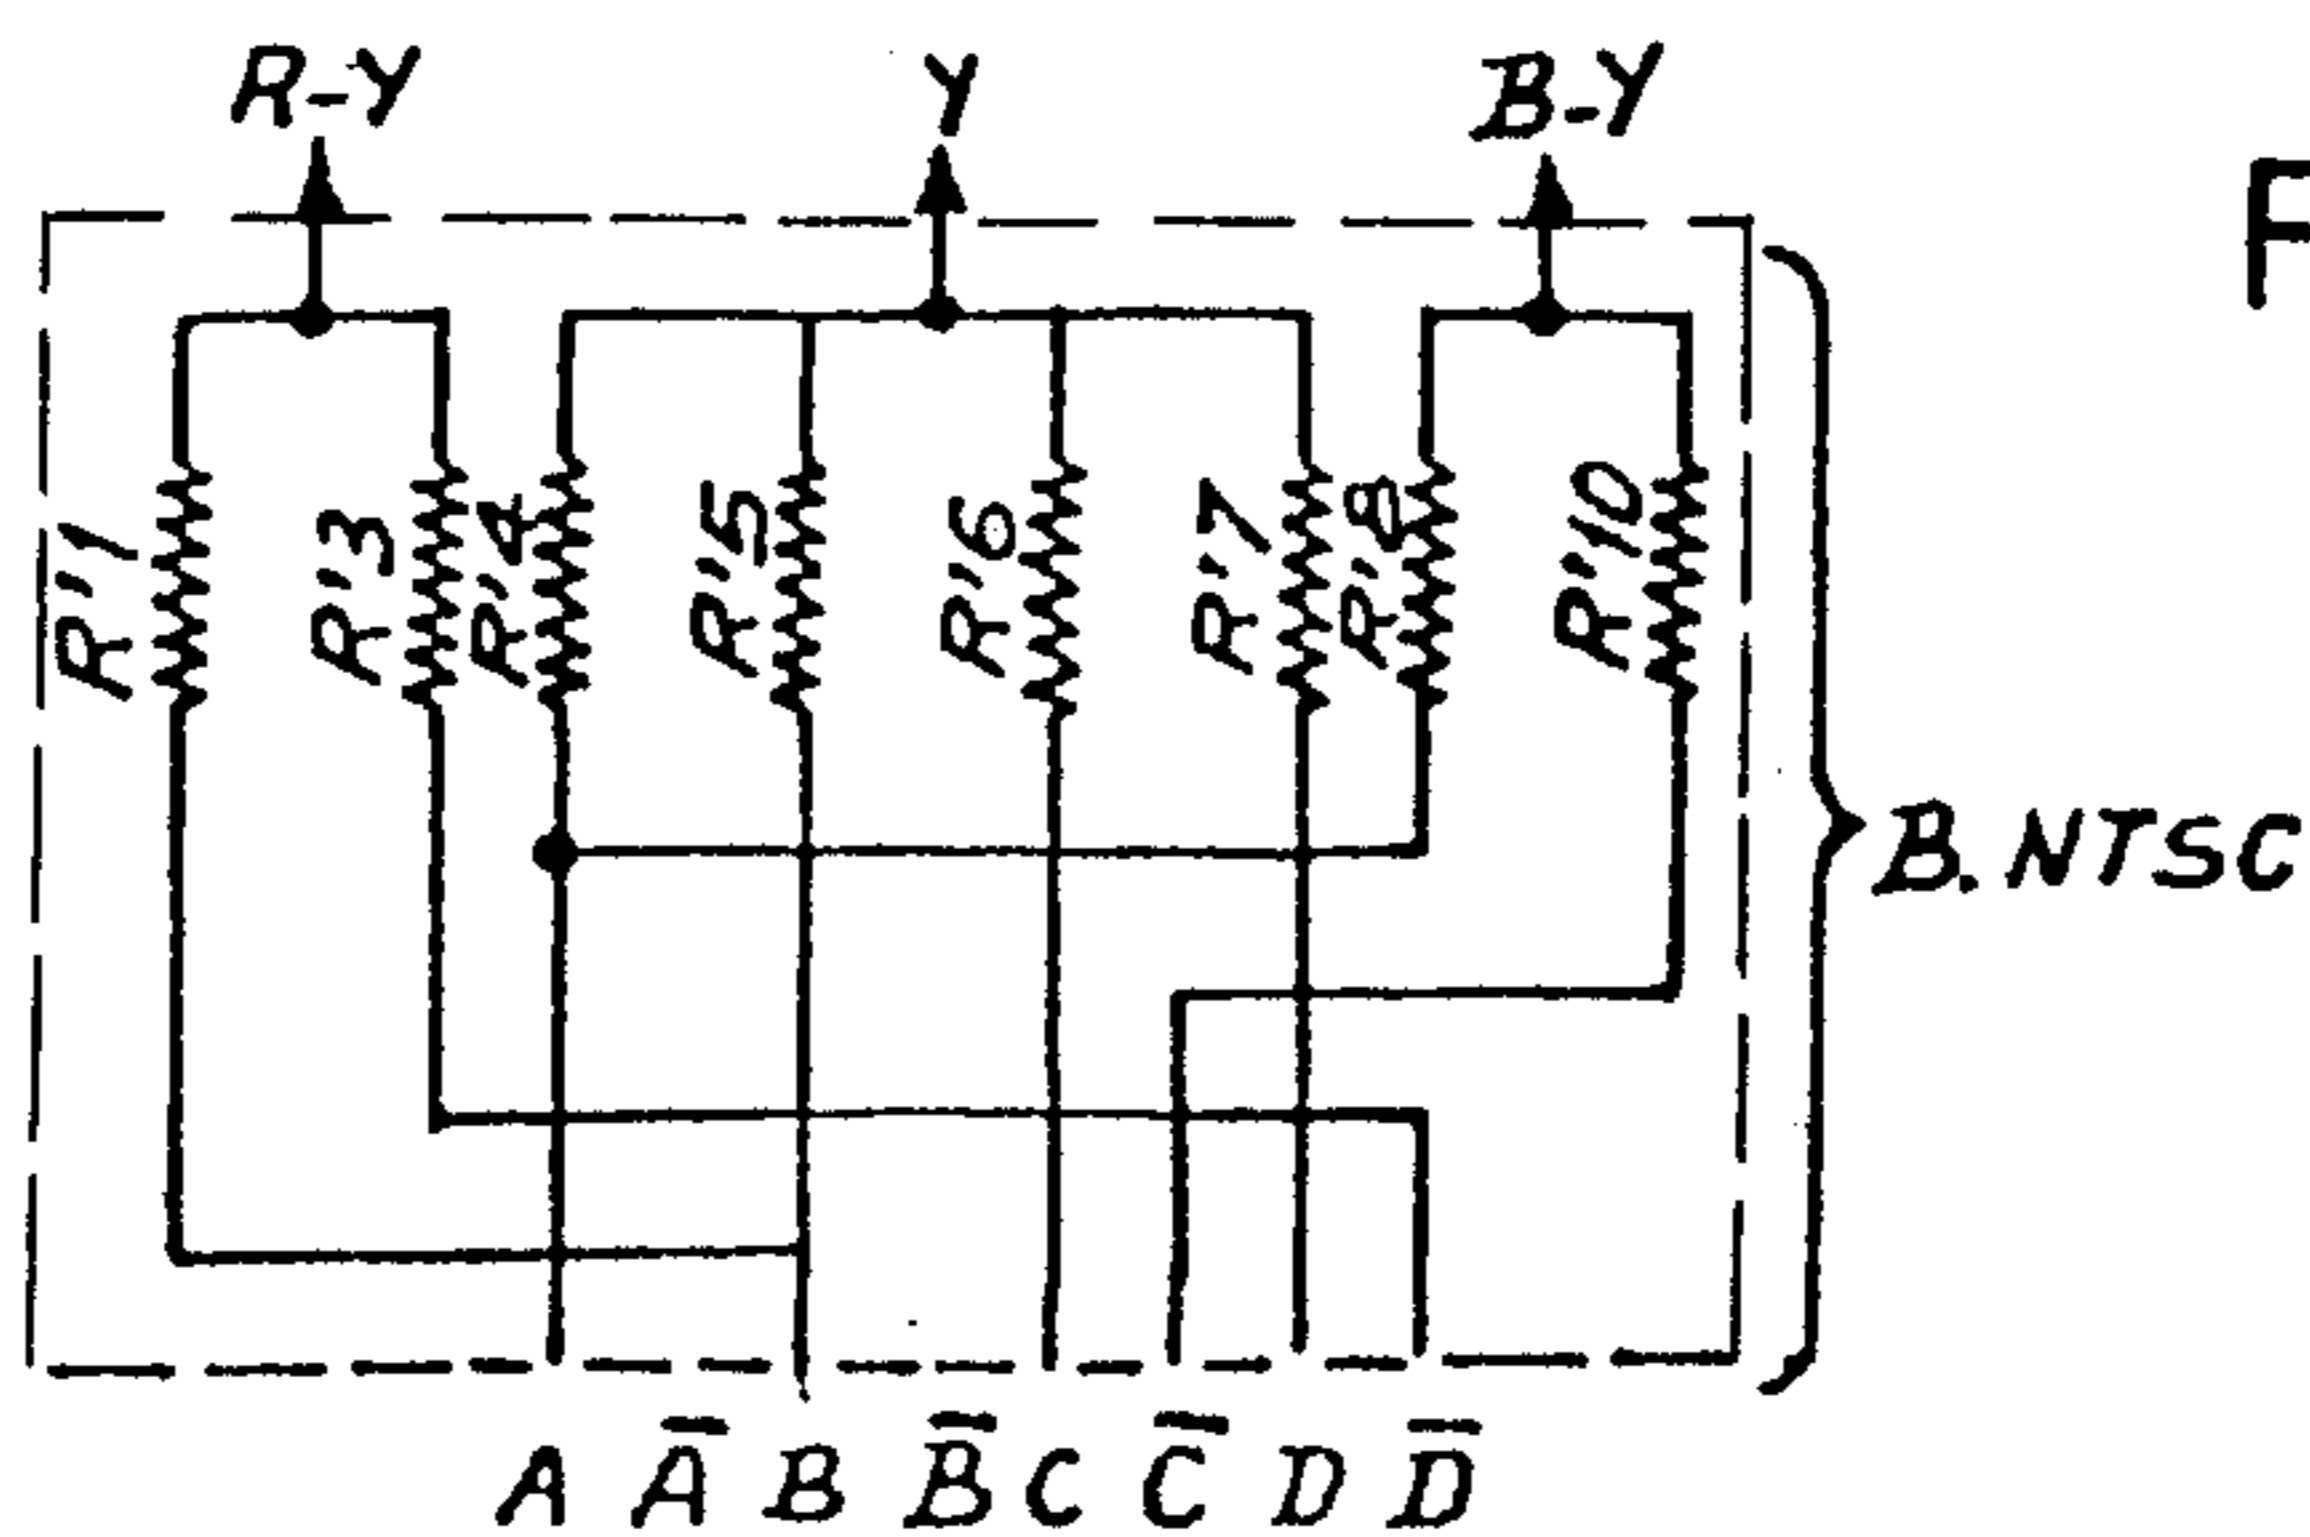 R-Y Y B-Y
F
R'1 R'3 R'4 R'5 R'6 R'7 R'8 R'10
B.NTSC
A A̅ B B̅ C C̅ D D̅